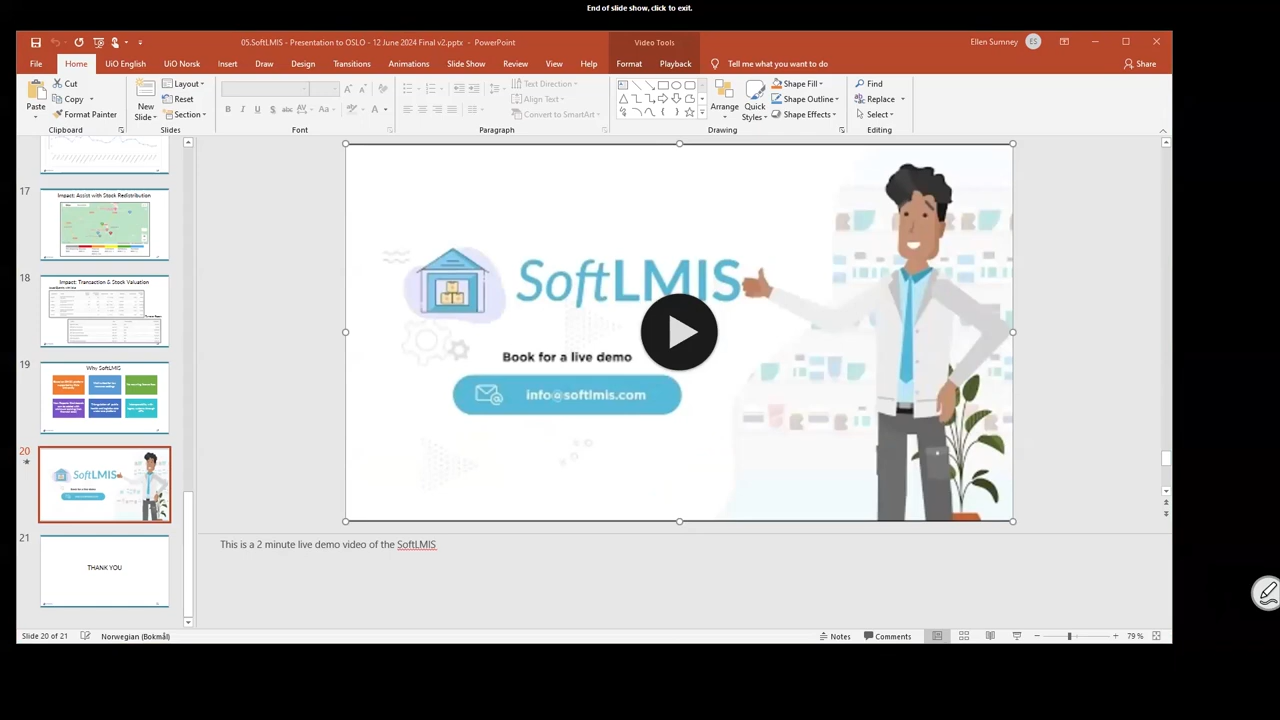 End of slide show, click to exit.
05.SoftLMIS - Presentation to OSLO - 12 June 2024 Final v2.pptx - PowerPoint
Video Tools
Ellen Sumney
ES
File
Home
UiO English
UiO Norsk
Insert
Draw
Design
Transitions
Animations
Slide Show
Review
View
Help
Format
Playback
Tell me what you want to do
Share
Paste
Cut
Copy
Format Painter
Clipboard
New Slide
Layout
Reset
Section
Slides
B I U S abc AV Aa A
Font
Text Direction
Align Text
Convert to SmartArt
Paragraph
Arrange
Quick Styles
Shape Fill
Shape Outline
Shape Effects
Drawing
Find
Replace
Select
Editing
17
Impact: Assist with Stock Redistribution
18
Impact: Transaction & Stock Valuation
19
Why SoftLMIS
20
SoftLMIS
21
THANK YOU
SoftLMIS
Book for a live demo
info@softlmis.com
This is a 2 minute live demo video of the SoftLMIS
Slide 20 of 21
Norwegian (Bokmål)
Notes
Comments
79 %